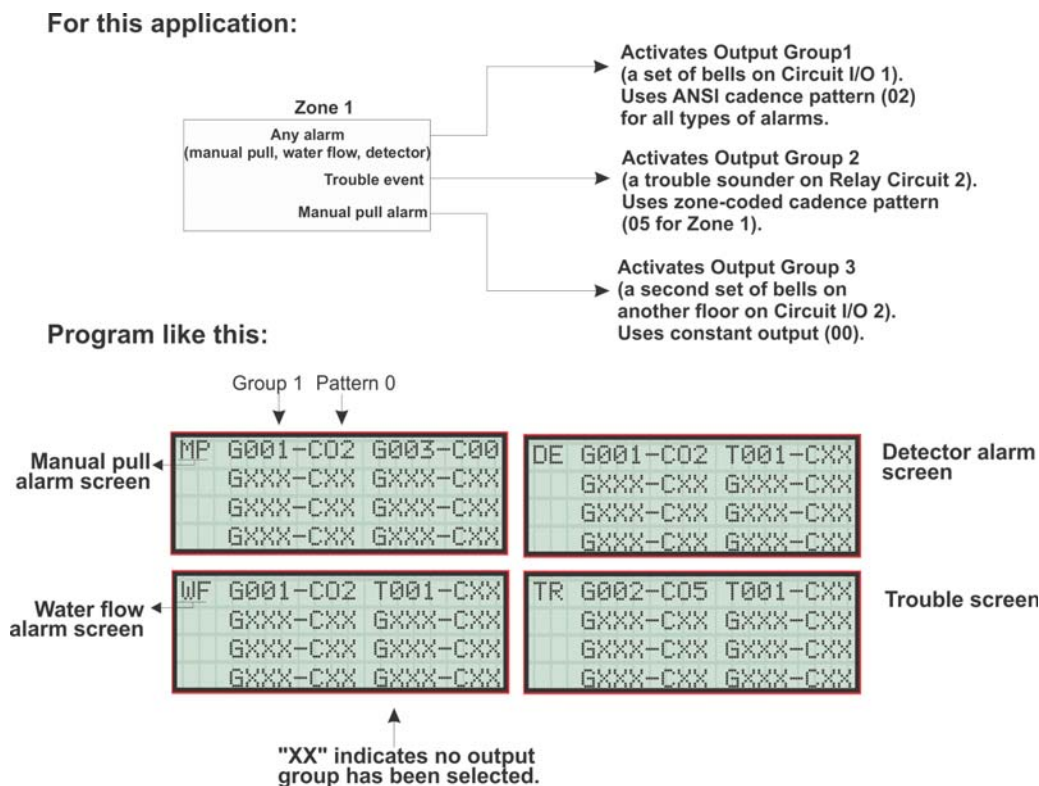 For this application:
Zone 1
Any alarm
(manual pull, water flow, detector)
Trouble event
Manual pull alarm
Activates Output Group1
(a set of bells on Circuit I/O 1).
Uses ANSI cadence pattern (02)
for all types of alarms.
Activates Output Group 2
(a trouble sounder on Relay Circuit 2).
Uses zone-coded cadence pattern
(05 for Zone 1).
Activates Output Group 3
(a second set of bells on
another floor on Circuit I/O 2).
Uses constant output (00).
Program like this:
Group 1 Pattern 0
Manual pull
alarm screen
MP G001-CO2 G003-C00
GXXX-CXX GXXX-CXX
GXXX-CXX GXXX-CXX
GXXX-CXX GXXX-CXX
DE G001-CO2 T001-CXX
GXXX-CXX GXXX-CXX
GXXX-CXX GXXX-CXX
GXXX-CXX GXXX-CXX
Detector alarm
screen
Water flow
alarm screen
WF G001-CO2 T001-CXX
GXXX-CXX GXXX-CXX
GXXX-CXX GXXX-CXX
GXXX-CXX GXXX-CXX
TR G002-CO5 T001-CXX
GXXX-CXX GXXX-CXX
GXXX-CXX GXXX-CXX
GXXX-CXX GXXX-CXX
Trouble screen
"XX" indicates no output
group has been selected.